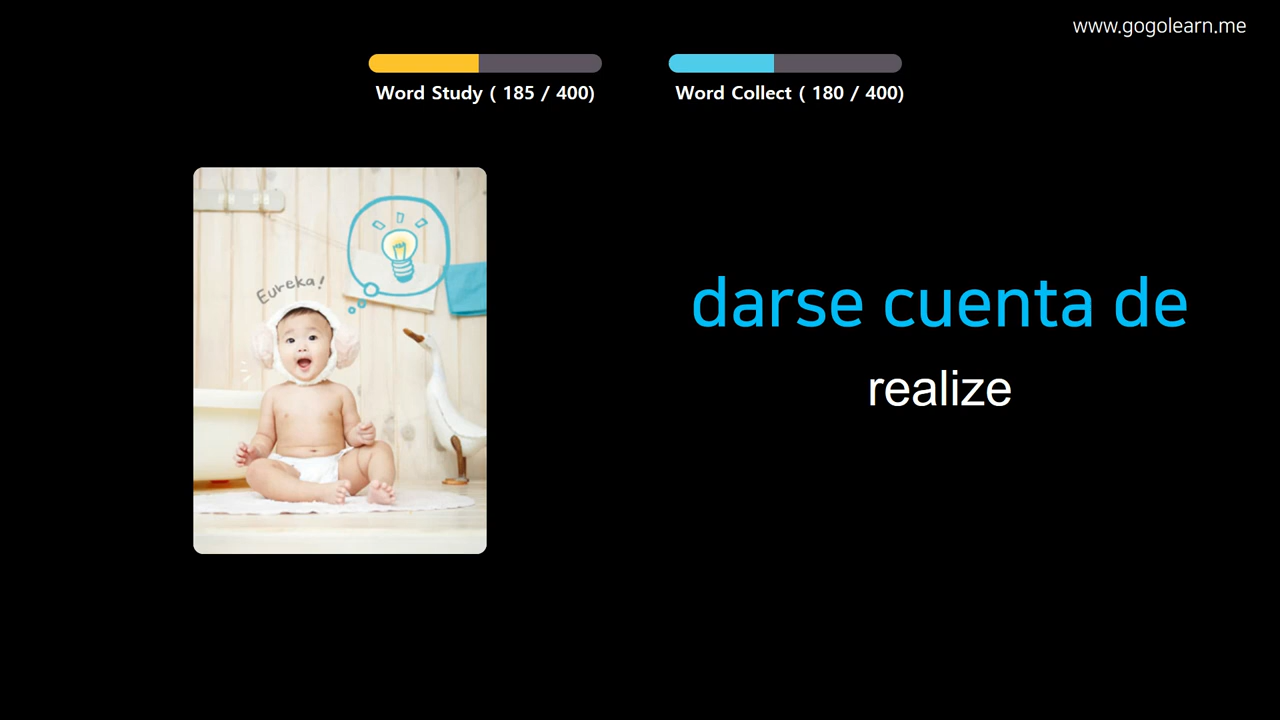 www.gogolearn.me
Word Study ( 185 / 400)
Word Collect ( 180 / 400)
Eureka!
darse cuenta de
realize